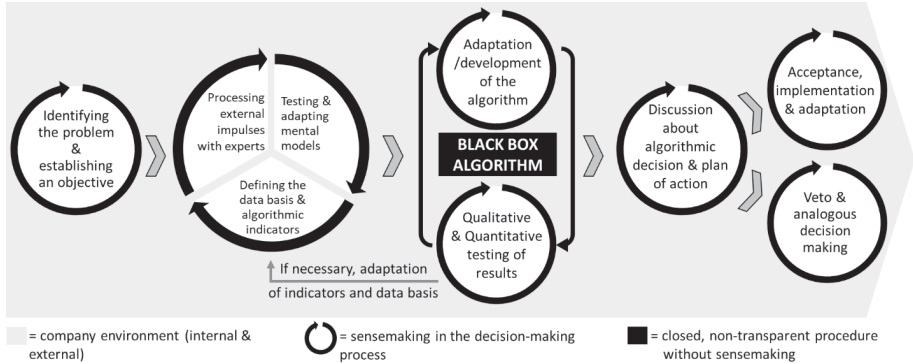 Identifying
the problem
&
establishing
an objective
Processing
external
impulses
with experts
Testing &
adapting
mental
models
Defining the
data basis &
algorithmic
indicators
Adaptation
/development
of the
algorithm
BLACK BOX
ALGORITHM
Qualitative
& Quantitative
testing of
results
If necessary, adaptation
of indicators and data basis
Discussion
about
algorithmic
decision & plan
of action
Acceptance,
implementation
& adaptation
Veto &
analogous
decision
making
= company environment (internal &
external)
= sensemaking in the decision-making
process
= closed, non-transparent procedure
without sensemaking